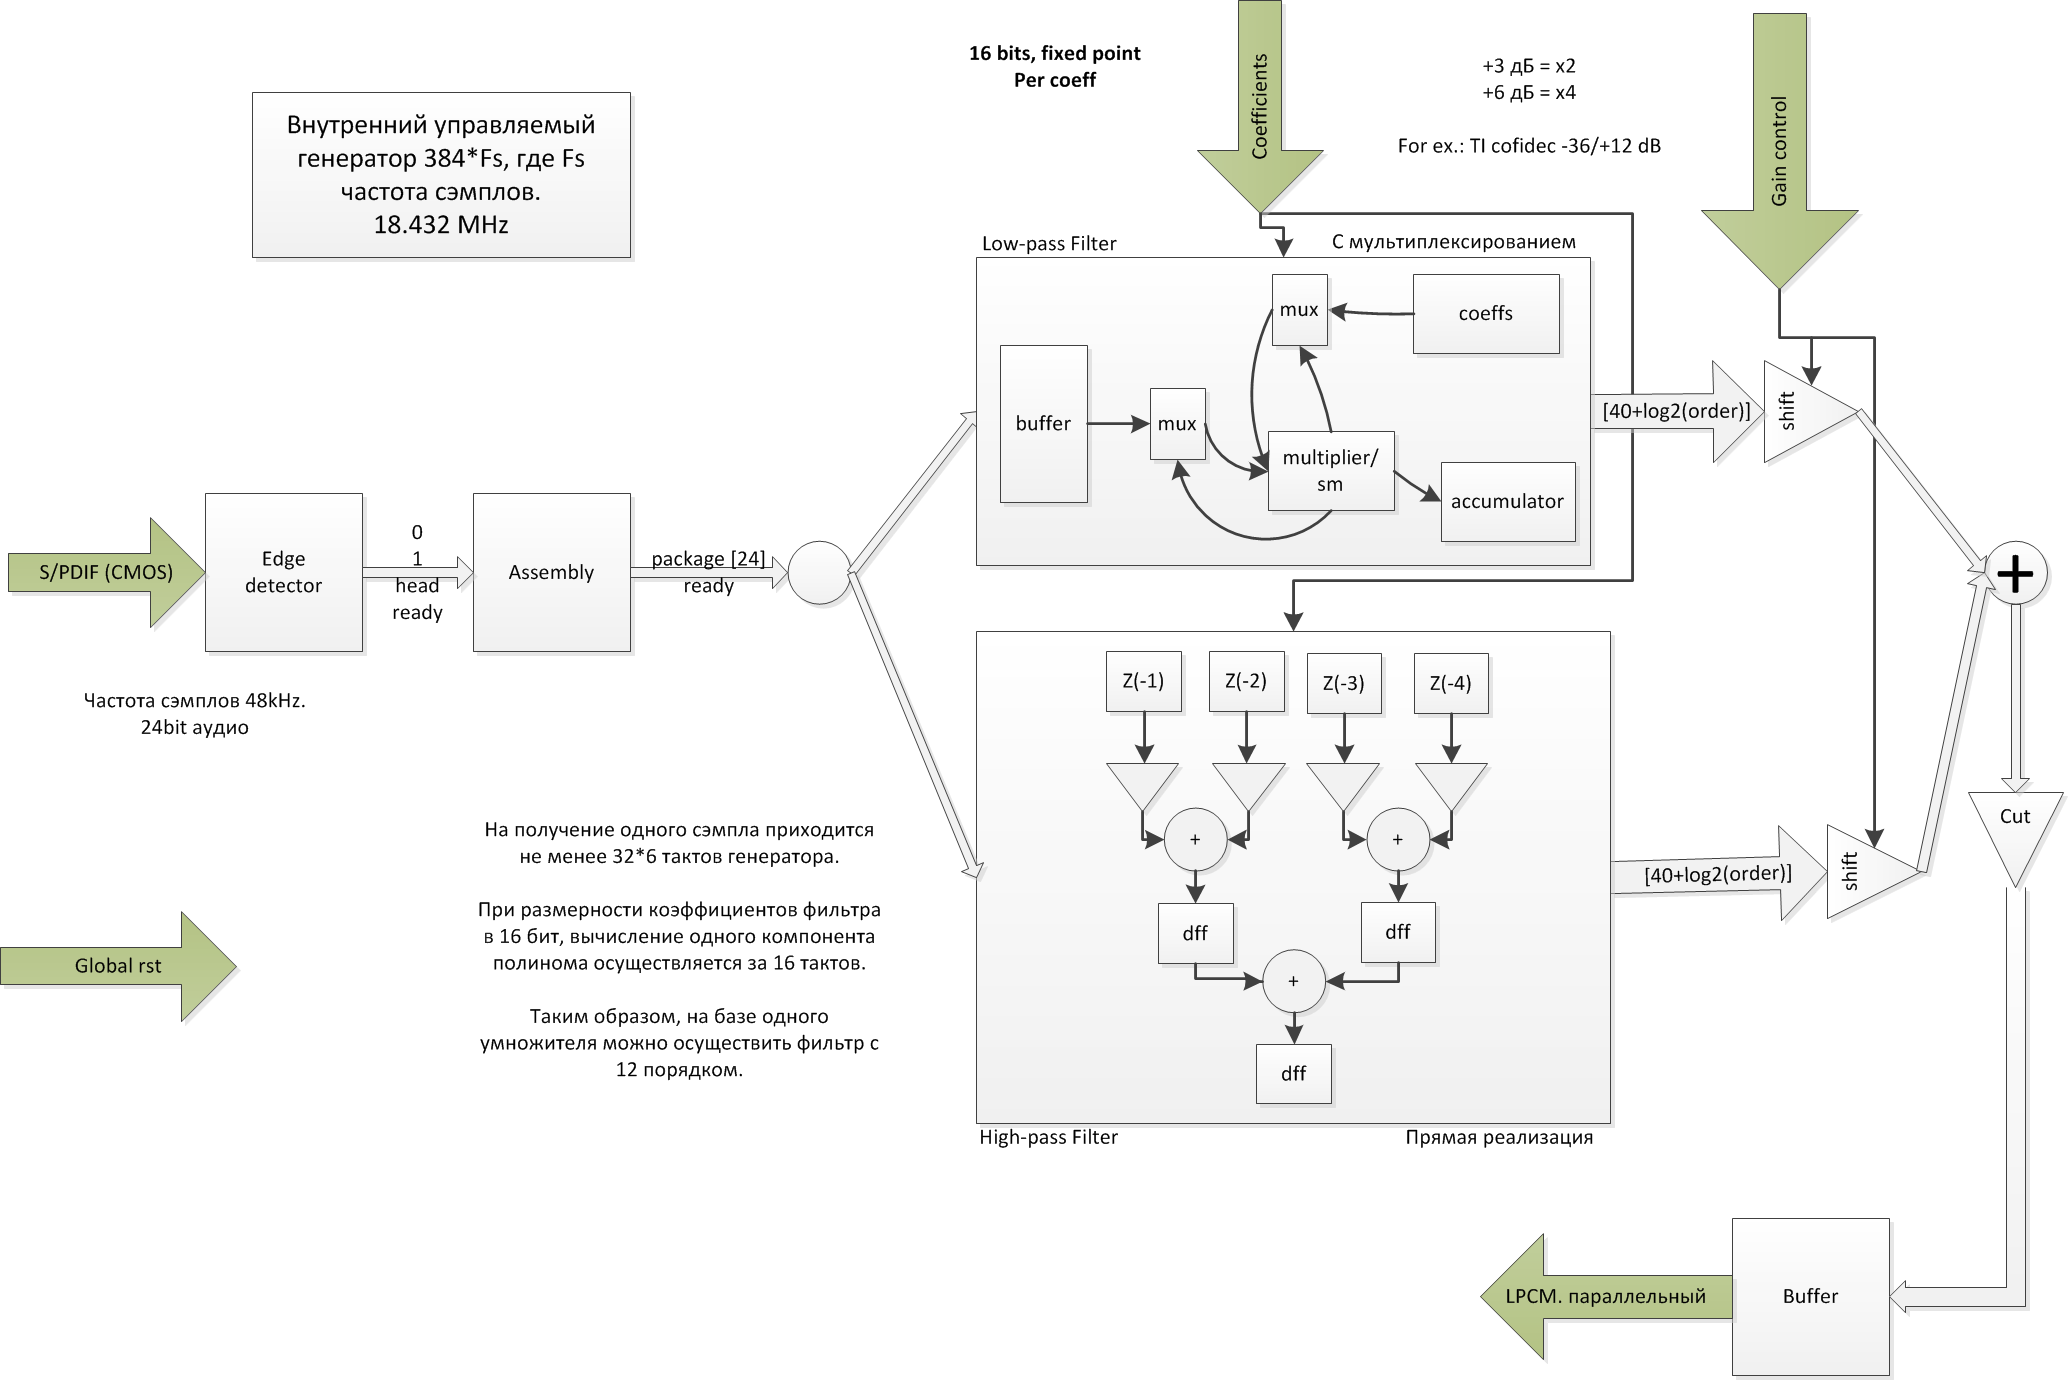 16 bits, fixed point
Per coeff
Coefficients
+3 дБ = x2
+6 дБ = x4
For ex.: TI cofidec -36/+12 dB
Gain control
Внутренний управляемый
генератор 384*Fs, где Fs
частота сэмплов.
18.432 MHz
Low-pass Filter
С мультиплексированием
mux
coeffs
buffer
mux
multiplier/
sm
accumulator
[40+log2(order)]
shift
S/PDIF (CMOS)
Edge
detector
0
1
head
ready
Assembly
package [24]
ready
+
Частота сэмплов 48kHz.
24bit аудио
Z(-1)
Z(-2)
Z(-3)
Z(-4)
+
+
dff
dff
+
dff
High-pass Filter
Прямая реализация
[40+log2(order)]
shift
Cut
На получение одного сэмпла приходится
не менее 32*6 тактов генератора.
При размерности коэффициентов фильтра
в 16 бит, вычисление одного компонента
полинома осуществляется за 16 тактов.
Таким образом, на базе одного
умножителя можно осуществить фильтр с
12 порядком.
Global rst
LPCM. параллельный
Buffer